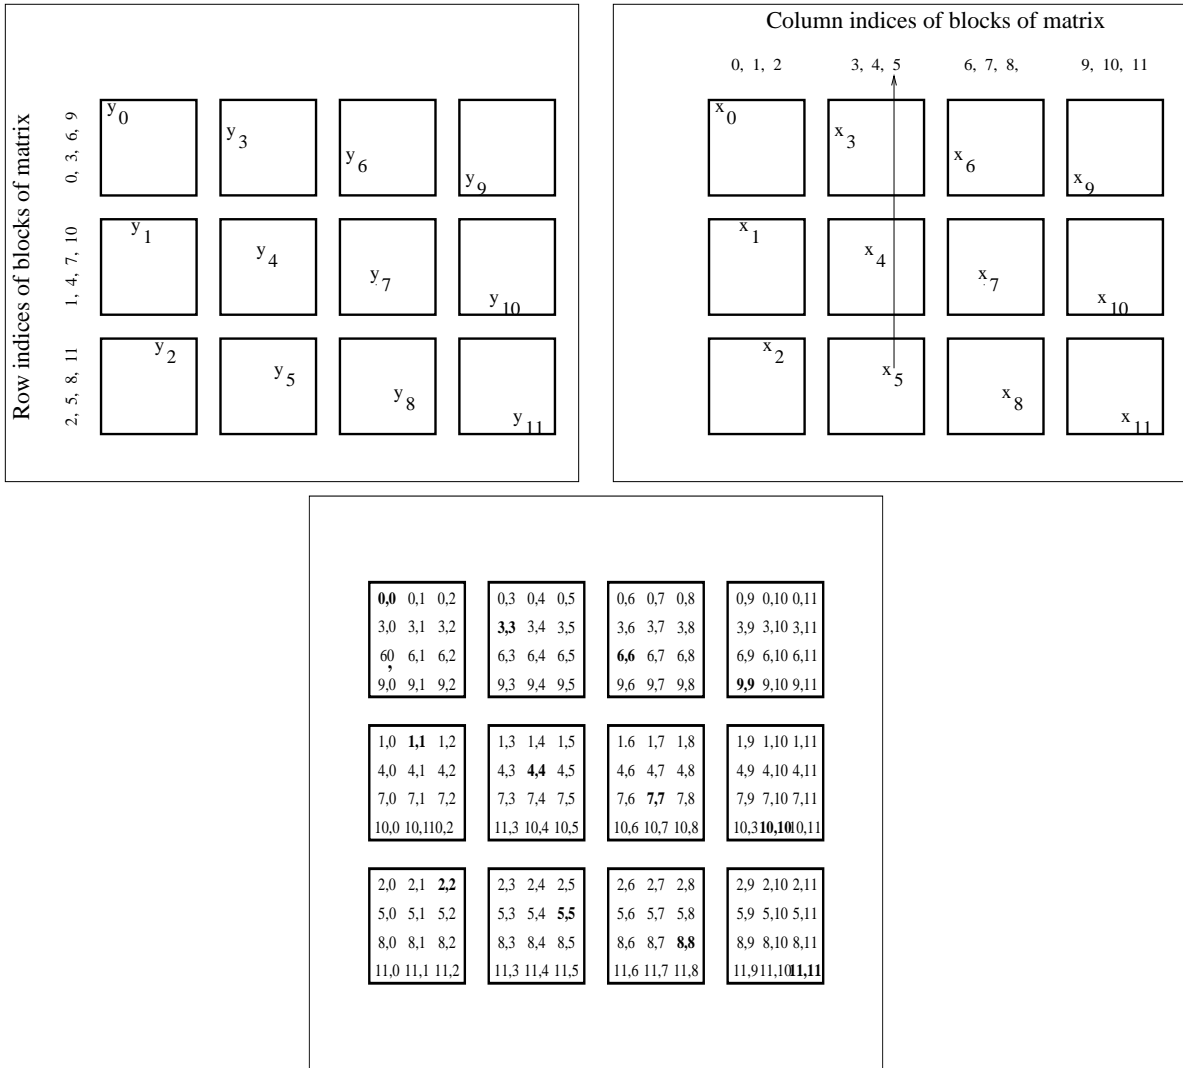 Row indices of blocks of matrix
0, 3, 6, 9
1, 4, 7, 10
2, 5, 8, 11
y0
y3
y6
y9
y1
y4
y7
y10
y2
y5
y8
y11
Column indices of blocks of matrix
0, 1, 2 3, 4, 5 6, 7, 8, 9, 10, 11
x0
x3
x6
x9
x1
x4
x7
x10
x2
x5
x8
x11
0,0 0,1 0,2 0,3 0,4 0,5 0,6 0,7 0,8 0,9 0,10 0,11
3,0 3,1 3,2 3,3 3,4 3,5 3,6 3,7 3,8 3,9 3,10 3,11
6,0 6,1 6,2 6,3 6,4 6,5 6,6 6,7 6,8 6,9 6,10 6,11
9,0 9,1 9,2 9,3 9,4 9,5 9,6 9,7 9,8 9,9 9,10 9,11
1,0 1,1 1,2 1,3 1,4 1,5 1.6 1,7 1,8 1,9 1,10 1,11
4,0 4,1 4,2 4,3 4,4 4,5 4,6 4,7 4,8 4,9 4,10 4,11
7,0 7,1 7,2 7,3 7,4 7,5 7,6 7,7 7,8 7,9 7,10 7,11
10,0 10,1 10,2 11,3 10,4 10,5 10,6 10,7 10,8 10,3 10,10 10,11
2,0 2,1 2,2 2,3 2,4 2,5 2,6 2,7 2,8 2,9 2,10 2,11
5,0 5,1 5,2 5,3 5,4 5,5 5,6 5,7 5,8 5,9 5,10 5,11
8,0 8,1 8,2 8,3 8,4 8,5 8,6 8,7 8,8 8,9 8,10 8,11
11,0 11,1 11,2 11,3 11,4 11,5 11,6 11,7 11,8 11,9 11,10 11,11